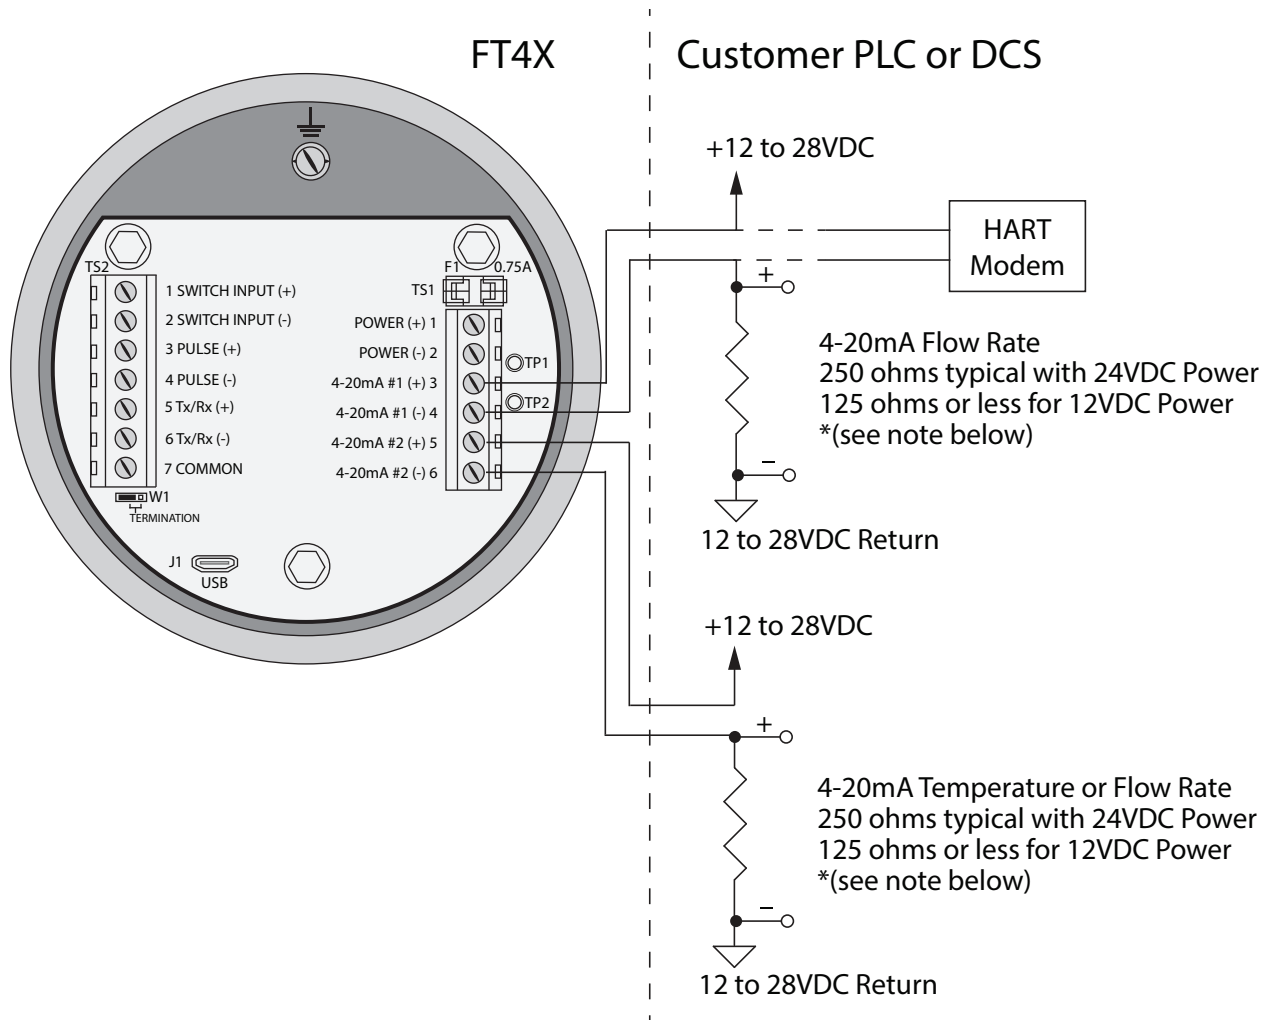 FT4X
Customer PLC or DCS
TS2
1 SWITCH INPUT (+)
2 SWITCH INPUT (-)
3 PULSE (+)
4 PULSE (-)
5 Tx/Rx (+)
6 Tx/Rx (-)
7 COMMON
W1
TERMINATION
J1
USB
F1 0.75A
TS1
POWER (+) 1
POWER (-) 2
4-20mA #1 (+) 3
4-20mA #1 (-) 4
4-20mA #2 (+) 5
4-20mA #2 (-) 6
TP1
TP2
+12 to 28VDC
HART
Modem
+
4-20mA Flow Rate
250 ohms typical with 24VDC Power
125 ohms or less for 12VDC Power
*(see note below)
–
12 to 28VDC Return
+12 to 28VDC
+
4-20mA Temperature or Flow Rate
250 ohms typical with 24VDC Power
125 ohms or less for 12VDC Power
*(see note below)
–
12 to 28VDC Return